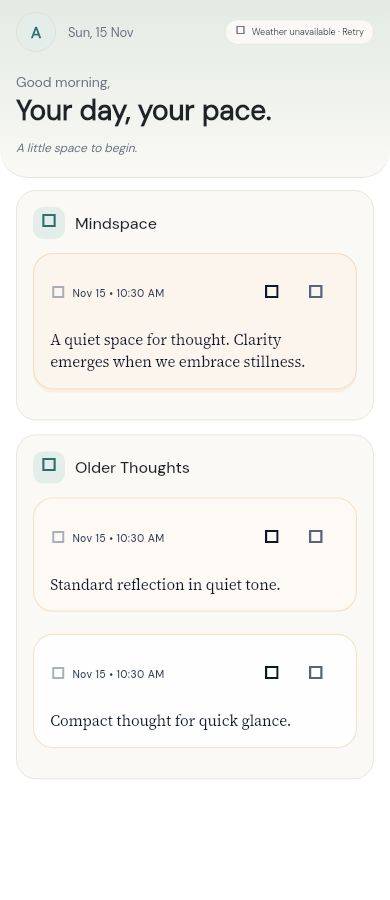 A
Sun, 15 Nov
Weather unavailable · Retry
Good morning,
Your day, your pace.
A little space to begin.
Mindspace
Nov 15 • 10:30 AM
A quiet space for thought. Clarity
emerges when we embrace stillness.
Older Thoughts
Nov 15 • 10:30 AM
Standard reflection in quiet tone.
Nov 15 • 10:30 AM
Compact thought for quick glance.